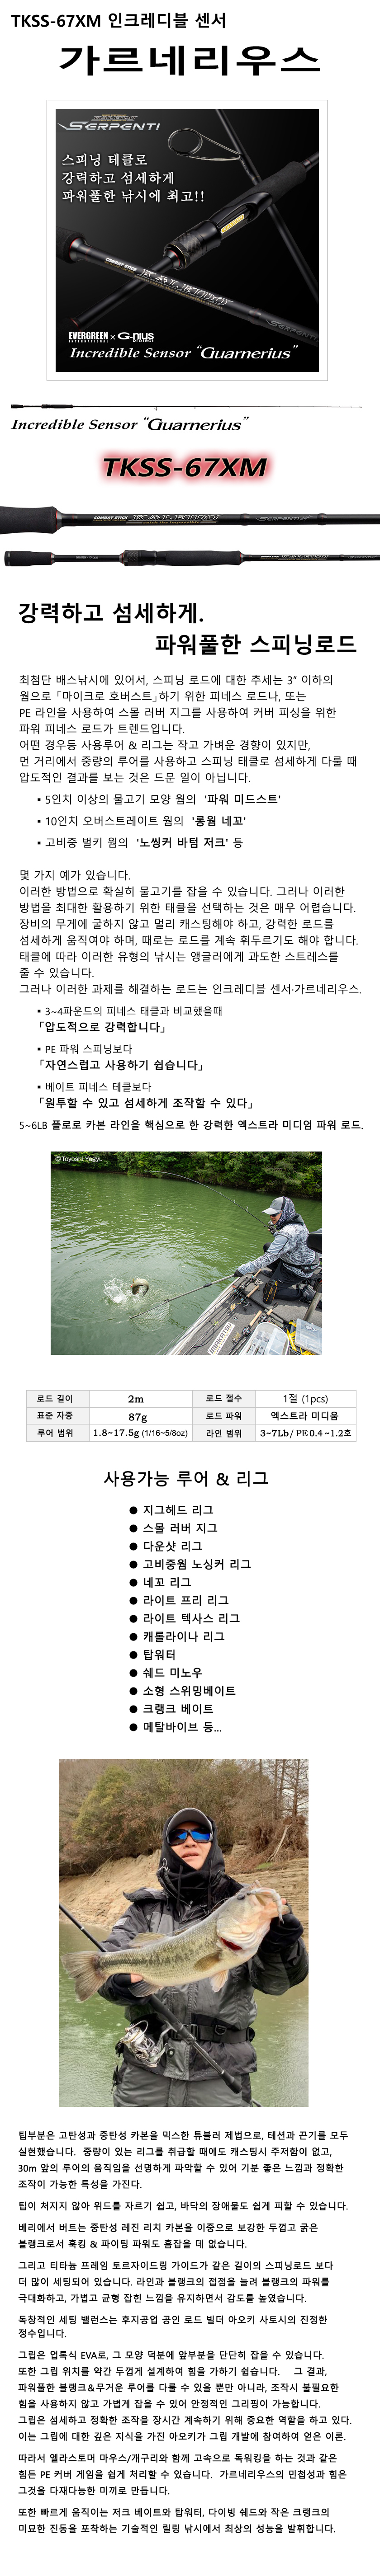 TKSS-67XM 인크레디블 센서
가르네리우스
SERPENTI
스피닝 테클로
강력하고 섬세하게
파워풀한 낚시에 최고!!
COMBAT STICK
EVERGREEN × G-nius
INTERNATIONAL PROJECT
Incredible Sensor “Guarnerius”
Incredible Sensor “Guarnerius”
TKSS-67XM
COMBAT STICK
SERPENTI
강력하고 섬세하게.
파워풀한 스피닝로드
최첨단 배스낚시에 있어서, 스피닝 로드에 대한 추세는 3" 이하의
웜으로 「마이크로 호버스트」하기 위한 피네스 로드나, 또는
PE 라인을 사용하여 스몰 러버 지그를 사용하여 커버 피싱을 위한
파워 피네스 로드가 트렌드입니다.
어떤 경우등 사용루어 & 리그는 작고 가벼운 경향이 있지만,
먼 거리에서 중량의 루어를 사용하고 스피닝 태클로 섬세하게 다룰 때
압도적인 결과를 보는 것은 드문 일이 아닙니다.
▪ 5인치 이상의 물고기 모양 웜의 '파워 미드스트'
▪ 10인치 오버스트레이트 웜의 '롱웜 네꼬'
▪ 고비중 벌키 웜의 '노씽커 바텀 저크' 등
몇 가지 예가 있습니다.
이러한 방법으로 확실히 물고기를 잡을 수 있습니다. 그러나 이러한
방법을 최대한 활용하기 위한 태클을 선택하는 것은 매우 어렵습니다.
장비의 무게에 굴하지 않고 멀리 캐스팅해야 하고, 강력한 로드를
섬세하게 움직여야 하며, 때로는 로드를 계속 휘두르기도 해야 합니다.
태클에 따라 이러한 유형의 낚시는 앵글러에게 과도한 스트레스를
줄 수 있습니다.
그러나 이러한 과제를 해결하는 로드는 인크레디블 센서·가르네리우스.
▪ 3~4파운드의 피네스 태클과 비교했을때
「압도적으로 강력합니다」
▪ PE 파워 스피닝보다
「자연스럽고 사용하기 쉽습니다」
▪ 베이트 피네스 테클보다
「원투할 수 있고 섬세하게 조작할 수 있다」
5~6LB 플로로 카본 라인을 핵심으로 한 강력한 엑스트라 미디엄 파워 로드.
로드 길이 2m 로드 절수 1절 (1pcs)
표준 자중 87g 로드 파워 엑스트라 미디움
루어 범위 1.8~17.5g (1/16~5/8oz) 라인 범위 3~7Lb/ PE 0.4 ~1.2호
사용가능 루어 & 리그
● 지그헤드 리그
● 스몰 러버 지그
● 다운샷 리그
● 고비중웜 노싱커 리그
● 네꼬 리그
● 라이트 프리 리그
● 라이트 텍사스 리그
● 캐롤라이나 리그
● 탑워터
● 쉐드 미노우
● 소형 스위밍베이트
● 크랭크 베이트
● 메탈바이브 등...
팁부분은 고탄성과 중탄성 카본을 믹스한 튜블러 제법으로, 테션과 끈기를 모두
실현했습니다. 중량이 있는 리그를 취급할 때에도 캐스팅시 주저함이 없고,
30m 앞의 루어의 움직임을 선명하게 파악할 수 있어 기분 좋은 느낌과 정확한
조작이 가능한 특성을 가진다.
팁이 처지지 않아 위드를 자르기 쉽고, 바닥의 장애물도 쉽게 피할 수 있습니다.
베리에서 버트는 중탄성 레진 리치 카본을 이중으로 보강한 두껍고 굵은
블랭크로서 훅킹 & 파이팅 파워도 흠잡을 데 없습니다.
그리고 티타늄 프레임 토르자이드링 가이드가 같은 길이의 스피닝로드 보다
더 많이 세팅되어 있습니다. 라인과 블랭크의 접점을 늘려 블랭크의 파워를
극대화하고, 가볍고 균형 잡힌 느낌을 유지하면서 감도를 높였습니다.
독창적인 세팅 밸런스는 후지공업 공인 로드 빌더 아오키 사토시의 진정한
정수입니다.
그립은 업록식 EVA로, 그 모양 덕분에 앞부분을 단단히 잡을 수 있습니다.
또한 그립 위치를 약간 두껍게 설계하여 힘을 가하기 쉽습니다. 그 결과,
파워풀한 블랭크&무거운 루어를 다룰 수 있을 뿐만 아니라, 조작시 불필요한
힘을 사용하지 않고 가볍게 잡을 수 있어 안정적인 그리핑이 가능합니다.
그립은 섬세하고 정확한 조작을 장시간 계속하기 위해 중요한 역할을 하고 있다.
이는 그립에 대한 깊은 지식을 가진 아오키가 그립 개발에 참여하여 얻은 이론.
따라서 엘라스토머 마우스/개구리와 함께 고속으로 독워킹을 하는 것과 같은
힘든 PE 커버 게임을 쉽게 처리할 수 있습니다. 가르네리우스의 민첩성과 힘은
그것을 다재다능한 미끼로 만듭니다.
또한 빠르게 움직이는 저크 베이트와 탑워터, 다이빙 쉐드와 작은 크랭크의
미묘한 진동을 포착하는 기술적인 릴링 낚시에서 최상의 성능을 발휘합니다.